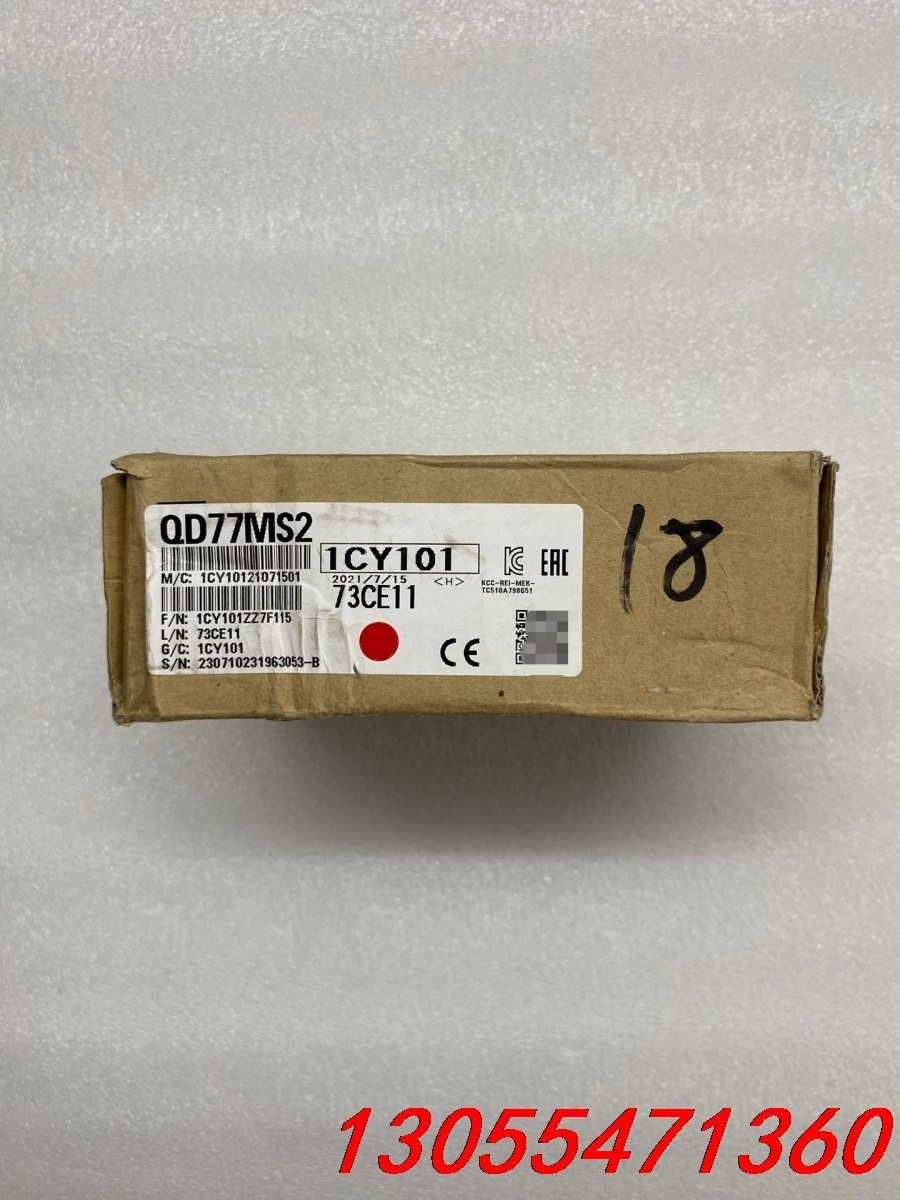 QD77MS2
M/C: 1CY10121071501
1CY101
2021/7/15 <H>
73CE11
KCC-REI-MEK-
TC510A798G51
EAC
F/N: 1CY101ZZ7F115
L/N: 73CE11
G/C: 1CY101
S/N: 230710231963053-B
CE
18
13055471360